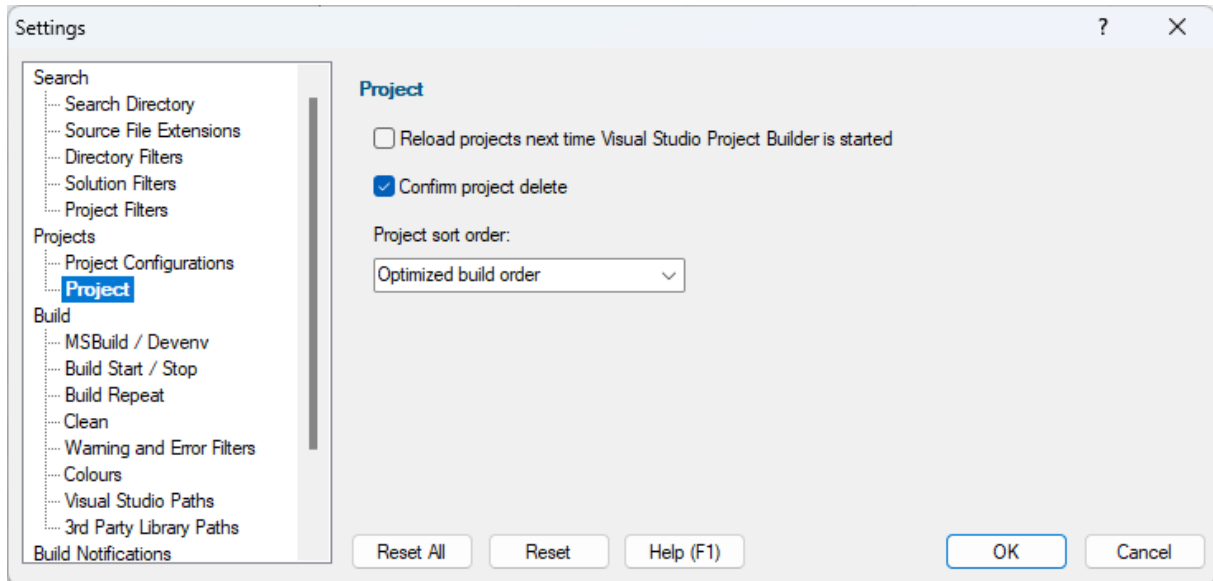 Settings
?
Search
Search Directory
Source File Extensions
Directory Filters
Solution Filters
Project Filters
Projects
Project Configurations
Project
Build
MSBuild / Devenv
Build Start / Stop
Build Repeat
Clean
Warning and Error Filters
Colours
Visual Studio Paths
3rd Party Library Paths
Build Notifications
Project
Reload projects next time Visual Studio Project Builder is started
Confirm project delete
Project sort order:
Optimized build order
Reset All
Reset
Help (F1)
OK
Cancel